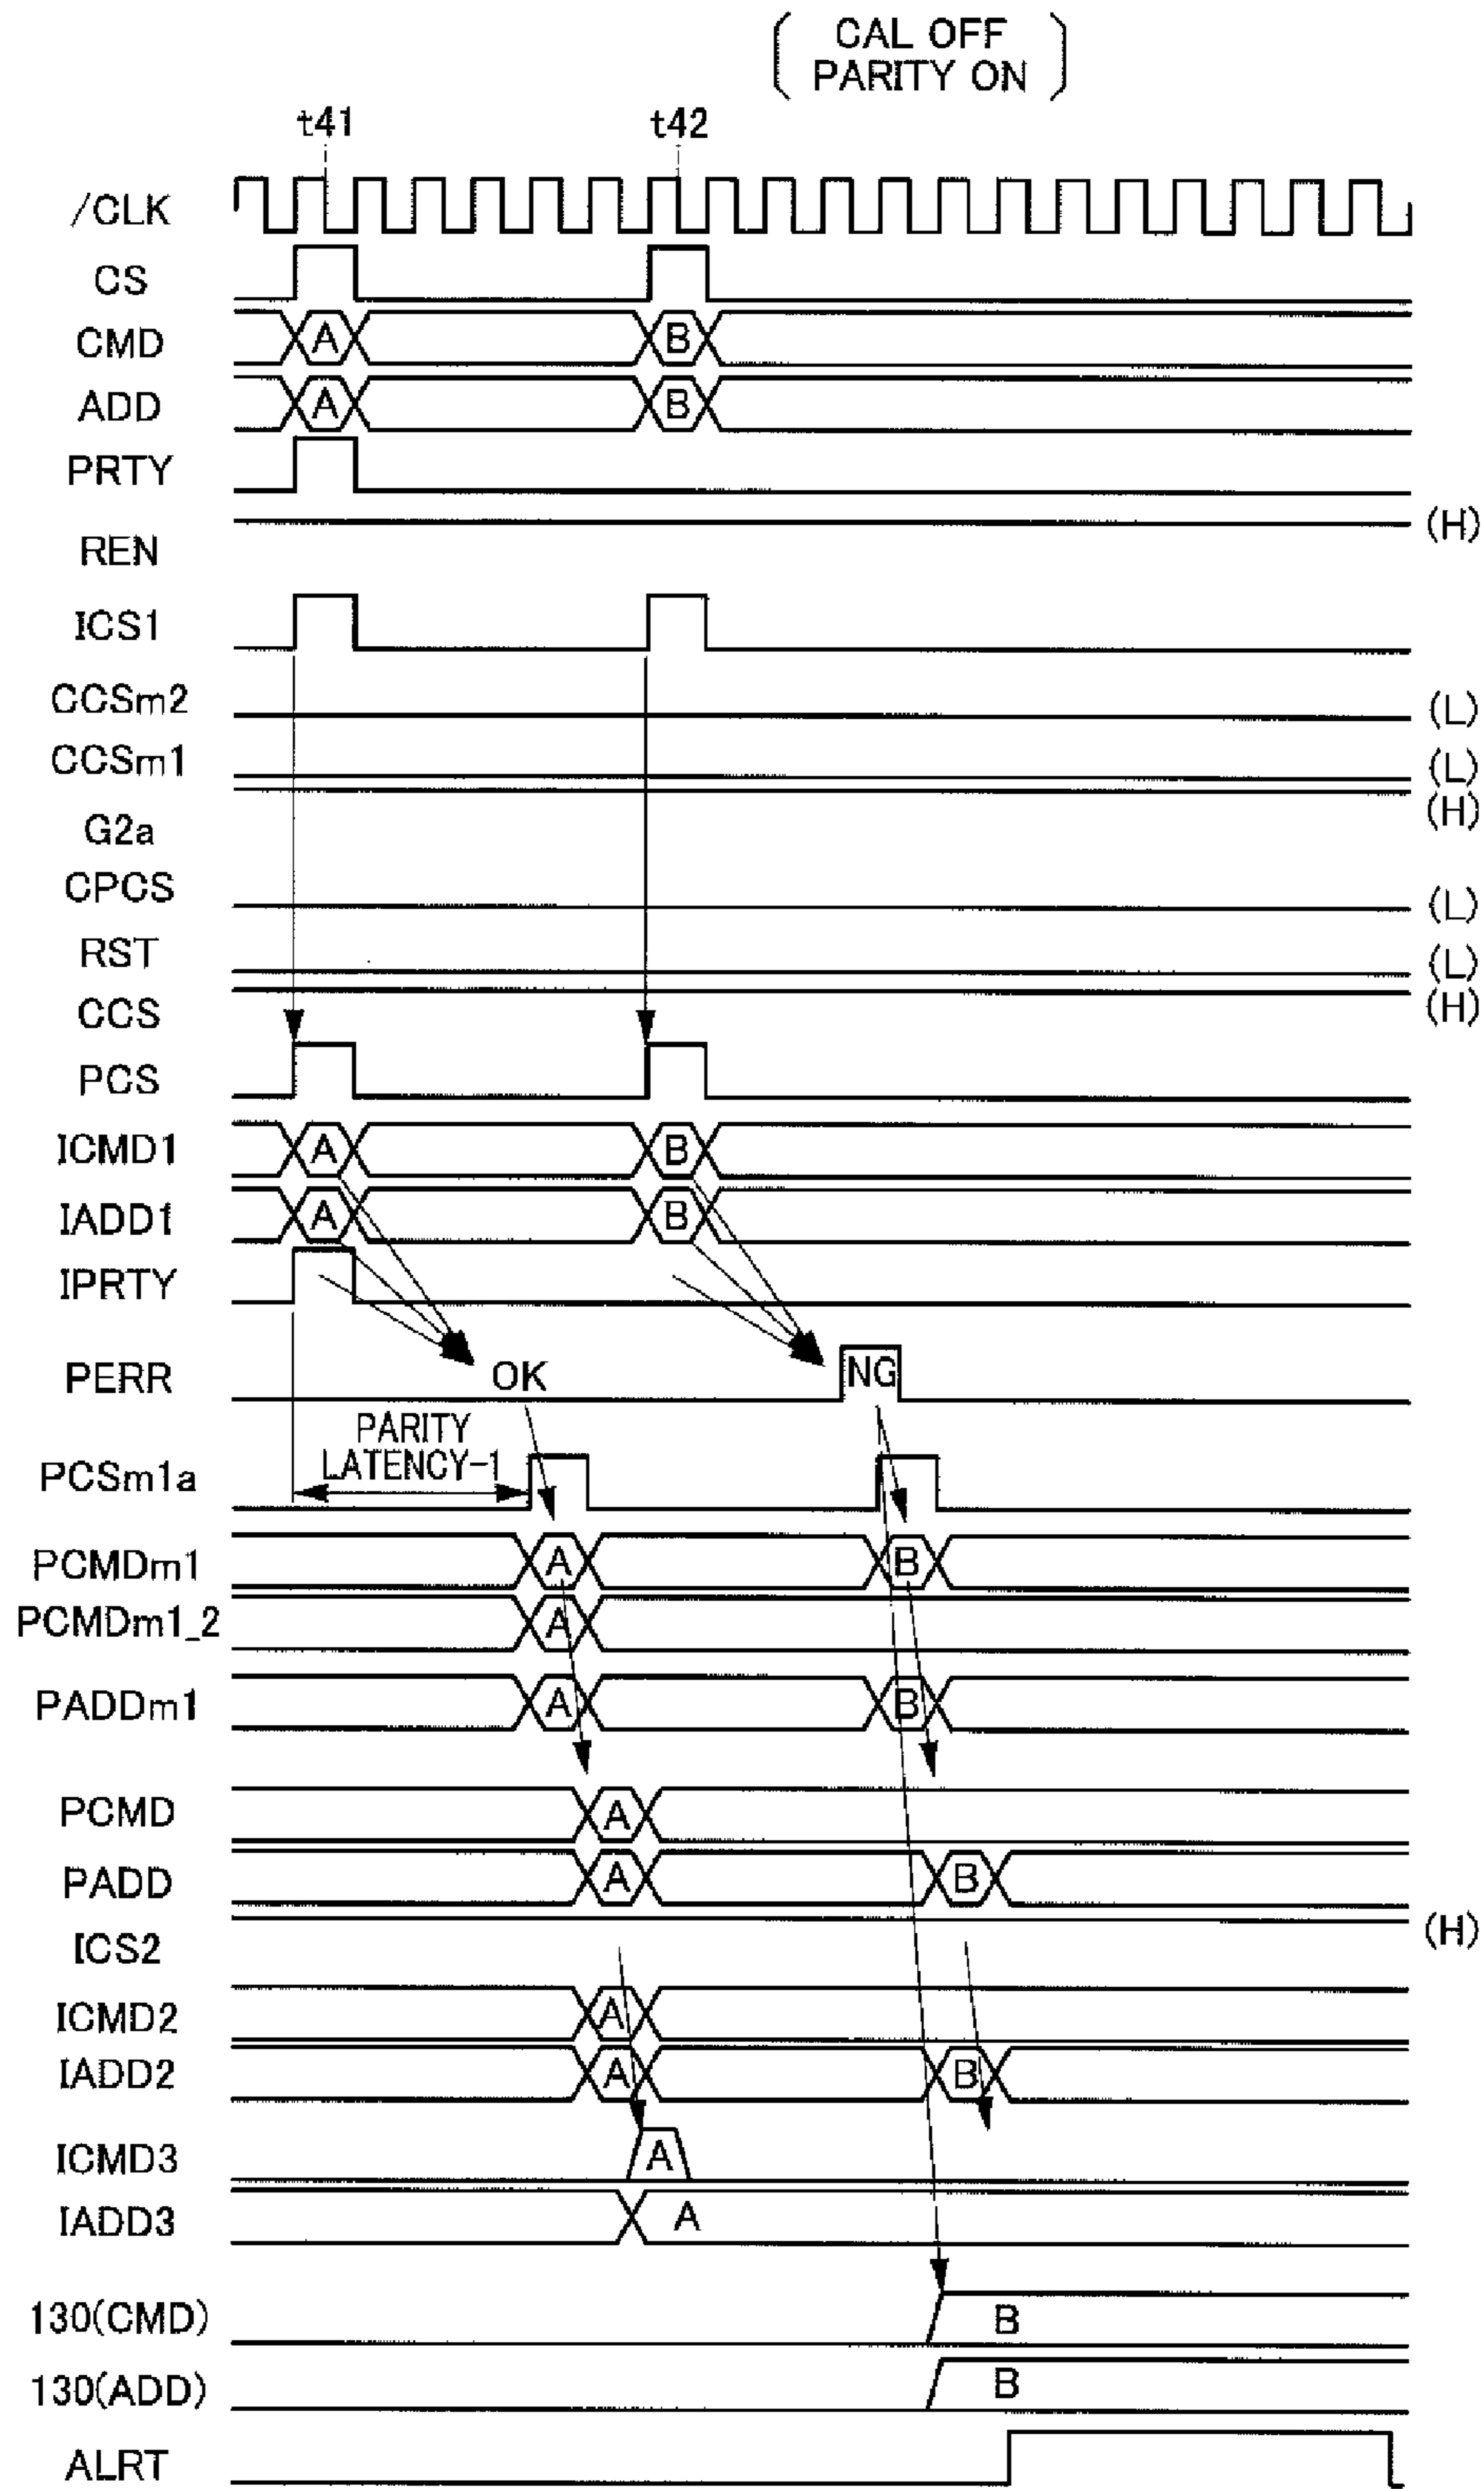 CAL OFF
PARITY ON
t41 t42
/CLK
CS
CMD A B
ADD A B
PRTY
REN (H)
ICS1
CCSm2 (L)
CCSm1 (L)
G2a (H)
CPCS (L)
RST (L)
CCS (H)
PCS
ICMD1 A B
IADD1 A B
IPRTY
PERR OK NG
PARITY
LATENCY-1
PCSm1a
PCMDm1 A B
PCMDm1_2 A
PADDm1 A B
PCMD A
PADD A B
ICS2 (H)
ICMD2 A
IADD2 A B
ICMD3 A
IADD3 A
130(CMD) B
130(ADD) B
ALRT